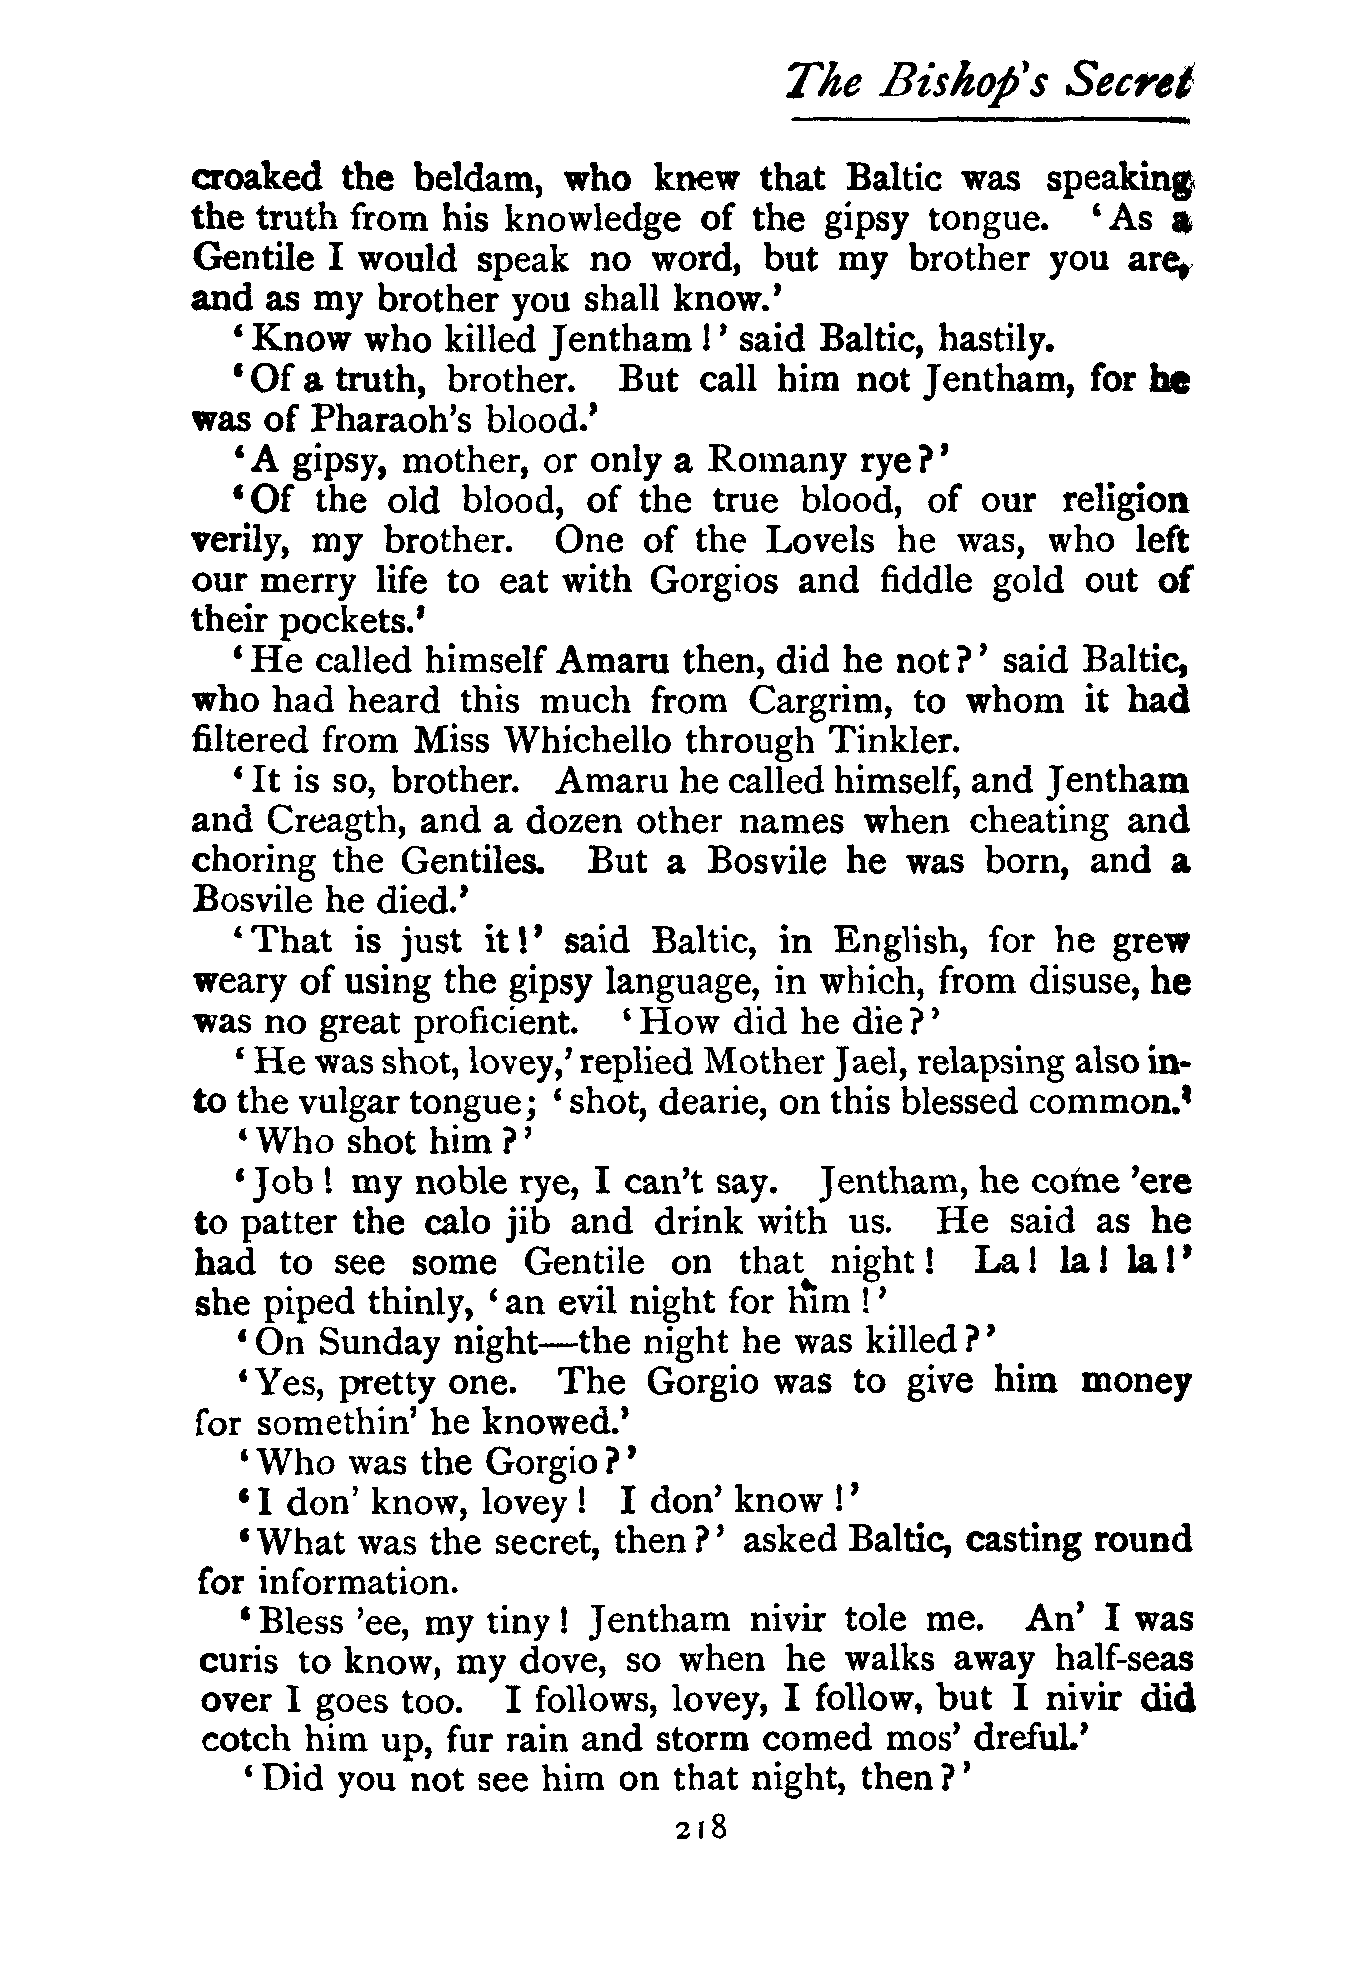 The Bishop's Secret
croaked the beldam, who knew that Baltic was speaking
the truth from his knowledge of the gipsy tongue. 'As a
Gentile I would speak no word, but my brother you are,
and as my brother you shall know.'
'Know who killed Jentham!' said Baltic, hastily.
'Of a truth, brother. But call him not Jentham, for he
was of Pharaoh's blood.'
'A gipsy, mother, or only a Romany rye?'
'Of the old blood, of the true blood, of our religion
verily, my brother. One of the Lovels he was, who left
our merry life to eat with Gorgios and fiddle gold out of
their pockets.'
'He called himself Amaru then, did he not?' said Baltic,
who had heard this much from Cargrim, to whom it had
filtered from Miss Whichello through Tinkler.
'It is so, brother. Amaru he called himself, and Jentham
and Creagth, and a dozen other names when cheating and
choring the Gentiles. But a Bosvile he was born, and a
Bosvile he died.'
'That is just it!' said Baltic, in English, for he grew
weary of using the gipsy language, in which, from disuse, he
was no great proficient. 'How did he die?'
'He was shot, lovey,' replied Mother Jael, relapsing also in-
to the vulgar tongue; 'shot, dearie, on this blessed common.'
'Who shot him?'
'Job! my noble rye, I can't say. Jentham, he come 'ere
to patter the calo jib and drink with us. He said as he
had to see some Gentile on that night! La! la! la!'
she piped thinly, 'an evil night for him!'
'On Sunday night—the night he was killed?'
'Yes, pretty one. The Gorgio was to give him money
for somethin' he knowed.'
'Who was the Gorgio?'
'I don' know, lovey! I don' know!'
'What was the secret, then?' asked Baltic, casting round
for information.
'Bless 'ee, my tiny! Jentham nivir tole me. An' I was
curis to know, my dove, so when he walks away half-seas
over I goes too. I follows, lovey, I follow, but I nivir did
cotch him up, fur rain and storm comed mos' dreful.'
'Did you not see him on that night, then?'
218